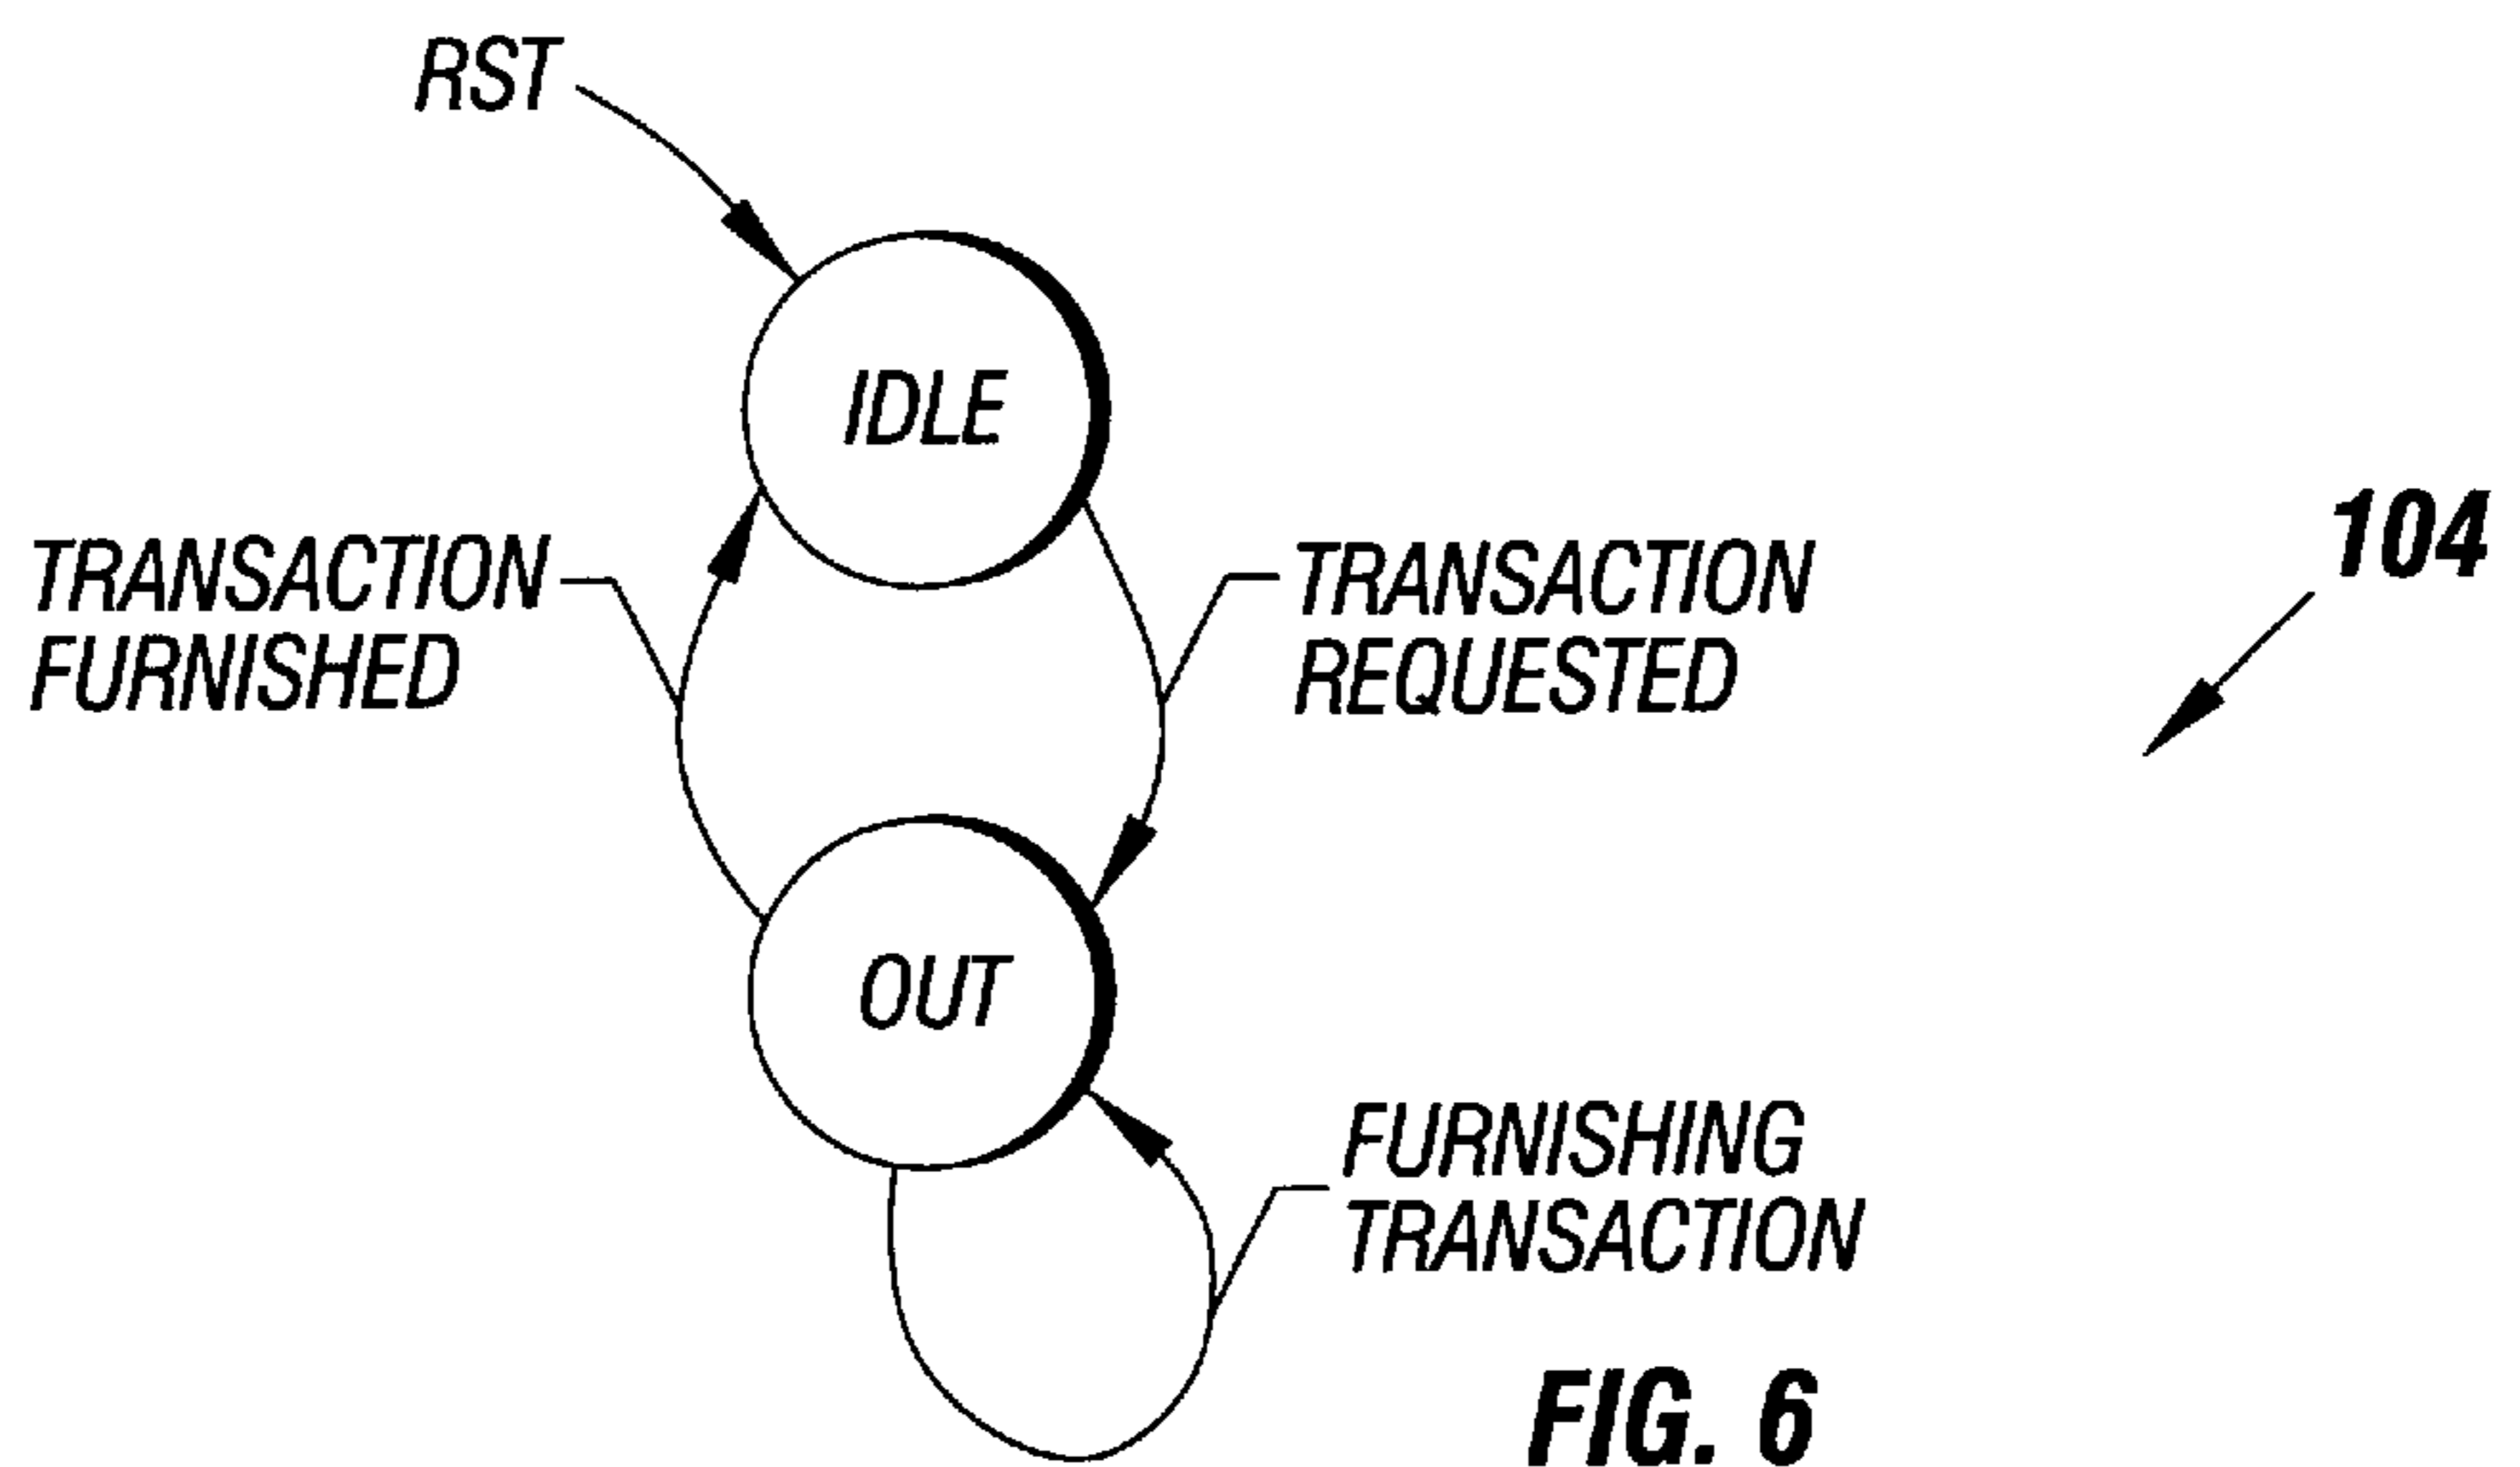 RST
IDLE
TRANSACTION
FURNISHED
TRANSACTION
REQUESTED
104
OUT
FURNISHING
TRANSACTION
FIG. 6